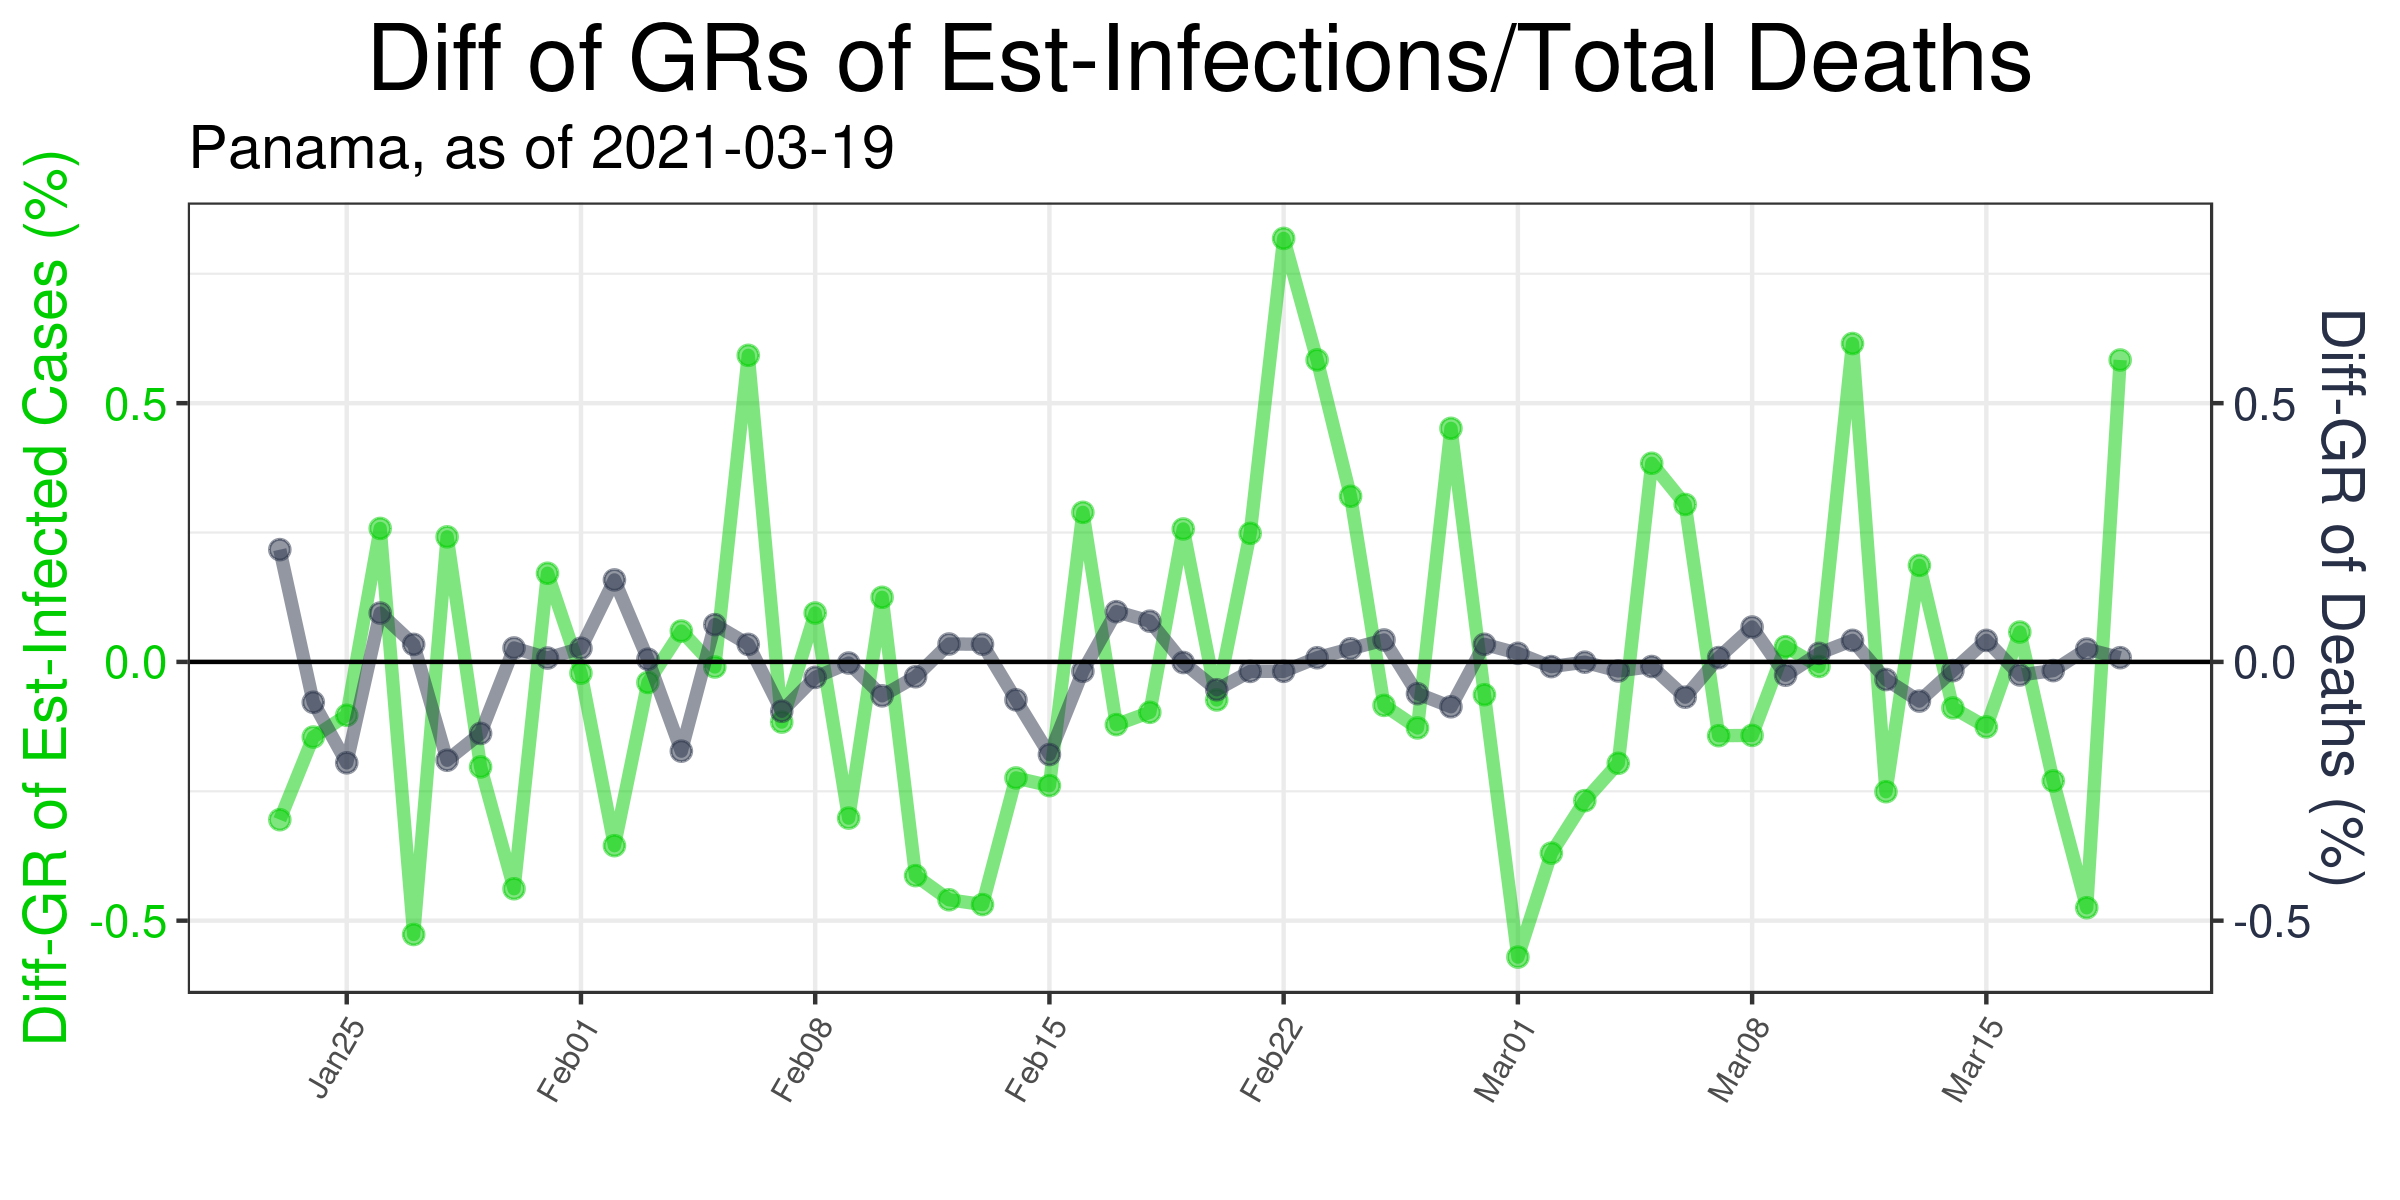 Diff of GRs of Est-Infections/Total Deaths
Panama, as of 2021-03-19
Diff-GR of Est-Infected Cases (%)
0.5
0.0
-0.5
0.5
0.0
-0.5
Diff-GR of Deaths (%)
Jan25
Feb01
Feb08
Feb15
Feb22
Mar01
Mar08
Mar15